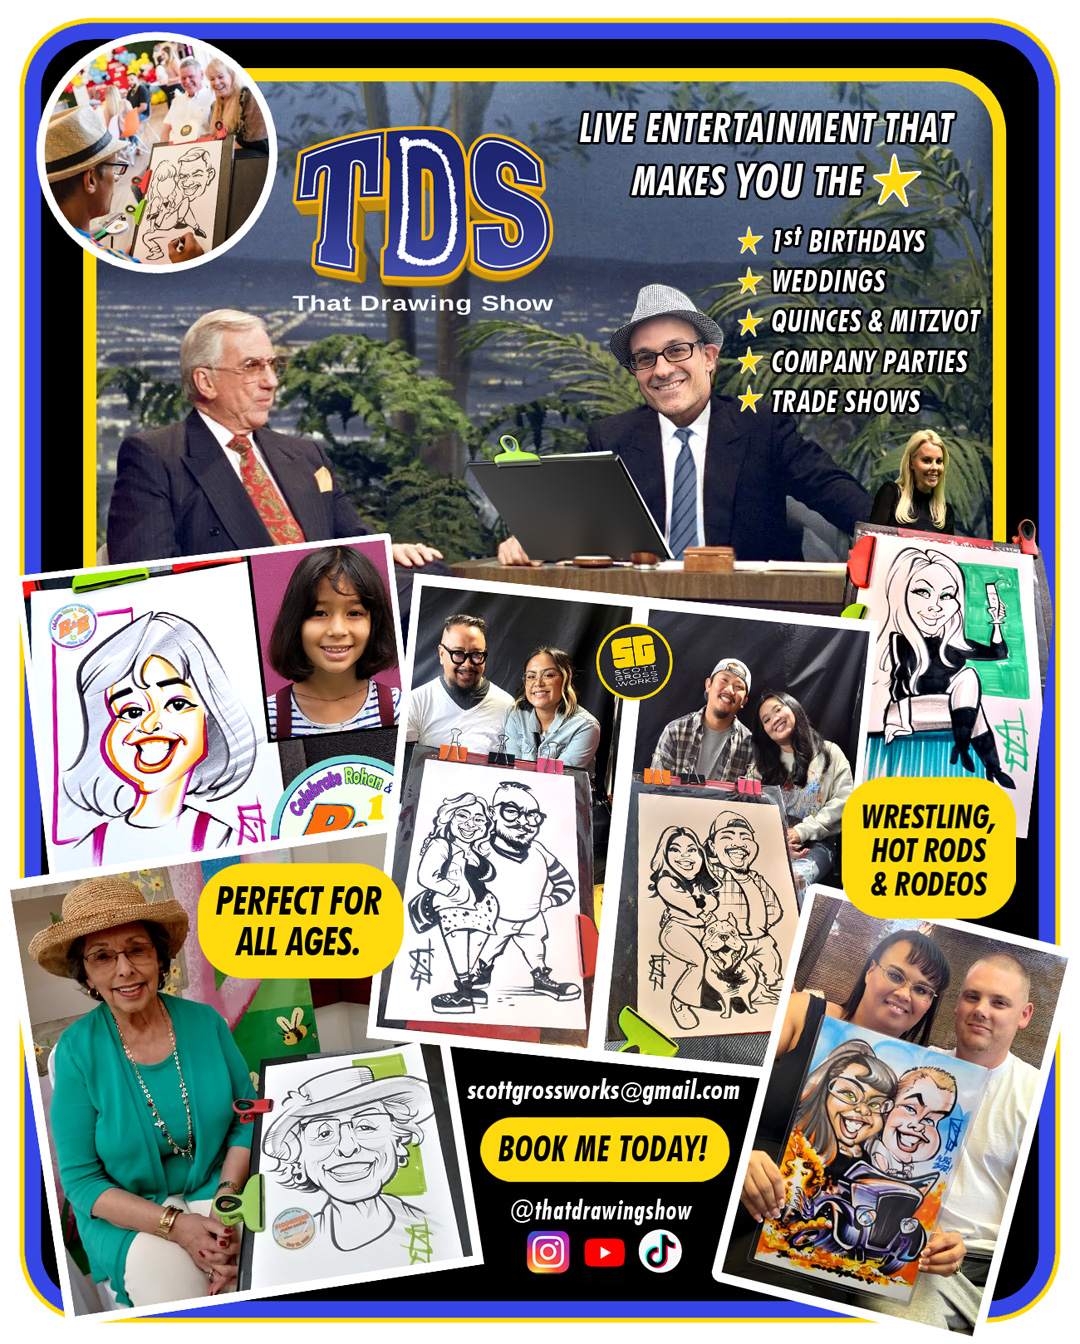 TDS
That Drawing Show
LIVE ENTERTAINMENT THAT
MAKES YOU THE
1st BIRTHDAYS
WEDDINGS
QUINCES & MITZVOT
COMPANY PARTIES
TRADE SHOWS
R&R
Celebrate Rohan &
R
1
SG
SCOTT
GROSS
.WORKS
WRESTLING,
HOT RODS
& RODEOS
PERFECT FOR
ALL AGES.
scottgrossworks@gmail.com
BOOK ME TODAY!
@thatdrawingshow